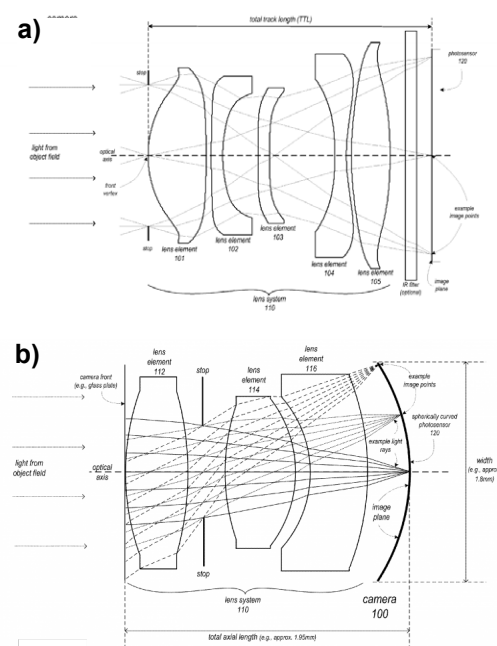 a)
total track length (TTL)
stop
photosensor
120
light from
object field
optical
axis
front
vertex
stop
lens element
101
lens element
102
lens element
103
lens element
104
lens element
105
IR filter
(optional)
example
image points
image
plane
lens system
110
b)
lens
element
112
stop
lens
element
114
lens
element
116
camera front
(e.g., glass plate)
example
image points
spherically curved
photosensor
120
example light
rays
light from
object field
optical
axis
width
(e.g., approx
1.8mm)
image
plane
stop
lens system
110
camera
100
total axial length (e.g., approx. 1.95mm)